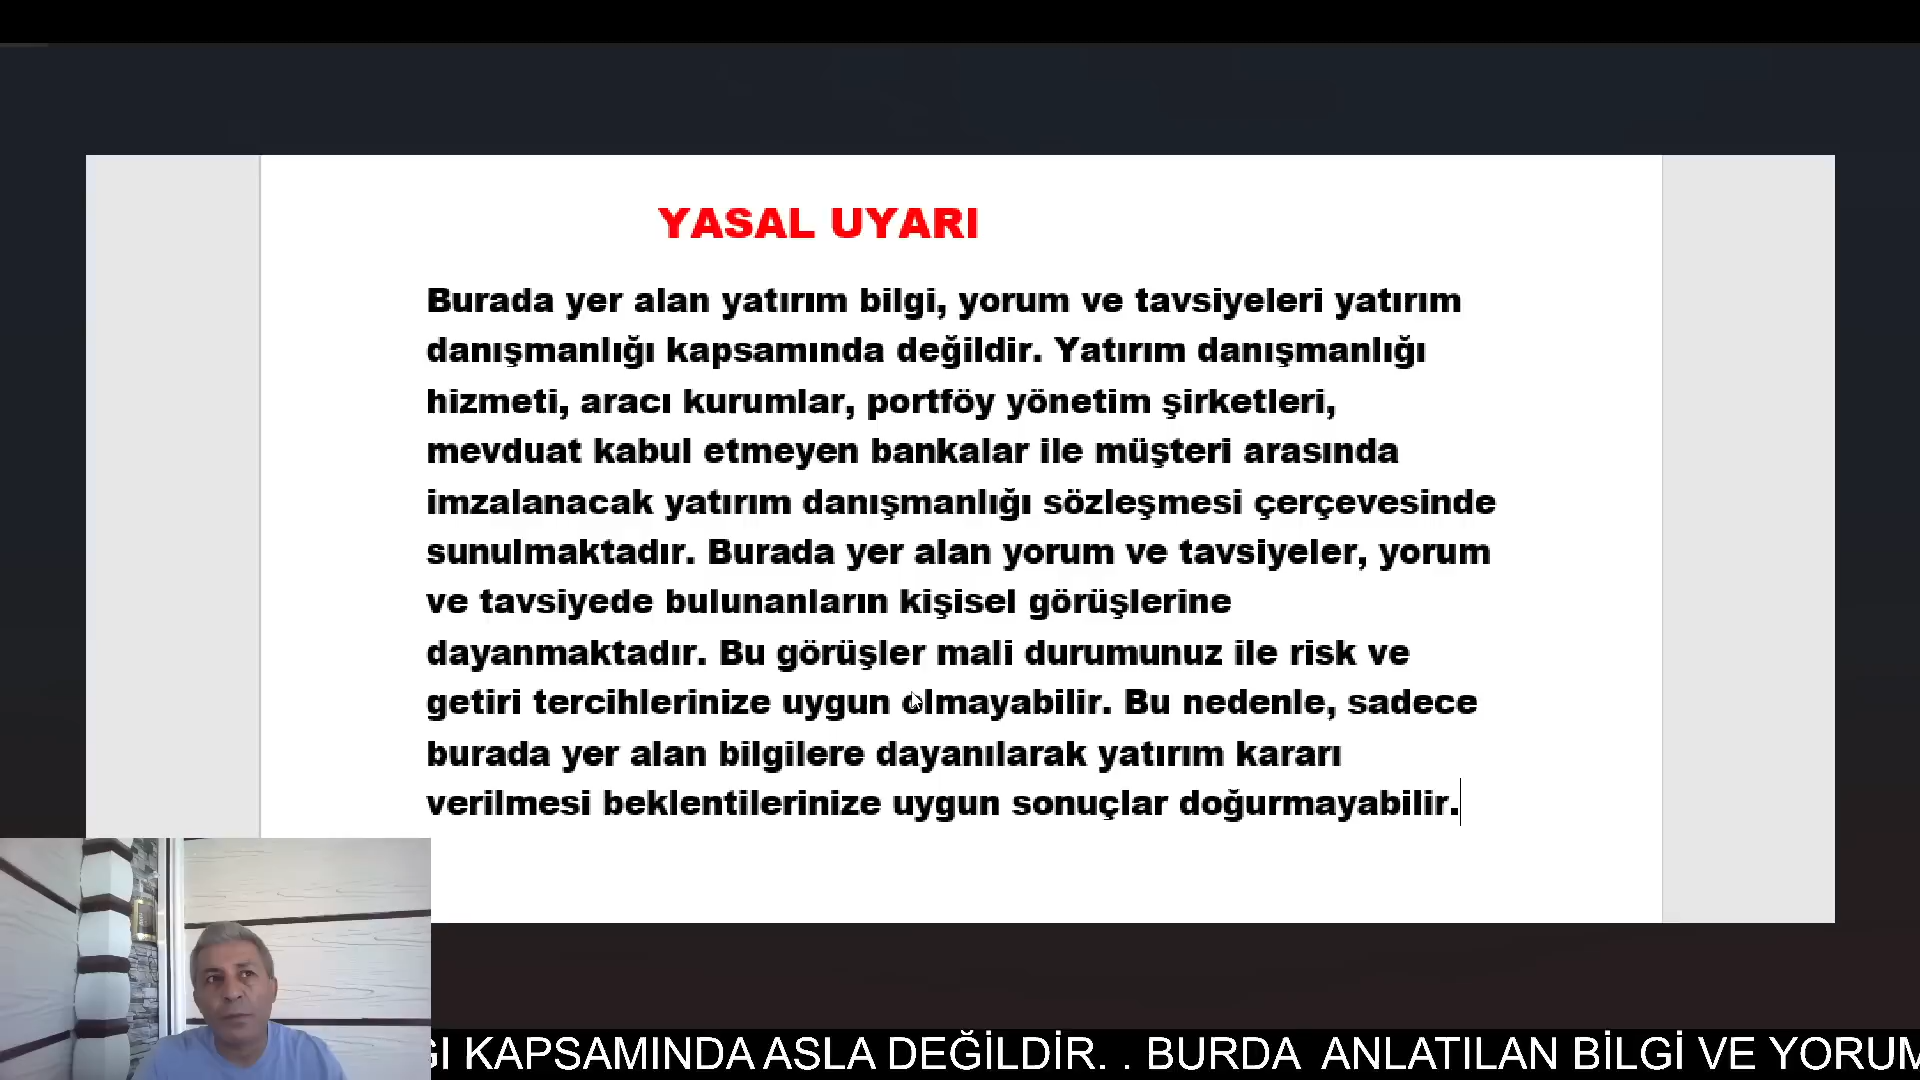 YASAL UYARI
Burada yer alan yatırım bilgi, yorum ve tavsiyeleri yatırım
danışmanlığı kapsamında değildir. Yatırım danışmanlığı
hizmeti, aracı kurumlar, portföy yönetim şirketleri,
mevduat kabul etmeyen bankalar ile müşteri arasında
imzalanacak yatırım danışmanlığı sözleşmesi çerçevesinde
sunulmaktadır. Burada yer alan yorum ve tavsiyeler, yorum
ve tavsiyede bulunanların kişisel görüşlerine
dayanmaktadır. Bu görüşler mali durumunuz ile risk ve
getiri tercihlerinize uygun olmayabilir. Bu nedenle, sadece
burada yer alan bilgilere dayanılarak yatırım kararı
verilmesi beklentilerinize uygun sonuçlar doğurmayabilir.
KAPSAMINDA ASLA DEĞİLDİR. . BURDA ANLATILAN BİLGİ VE YORUM